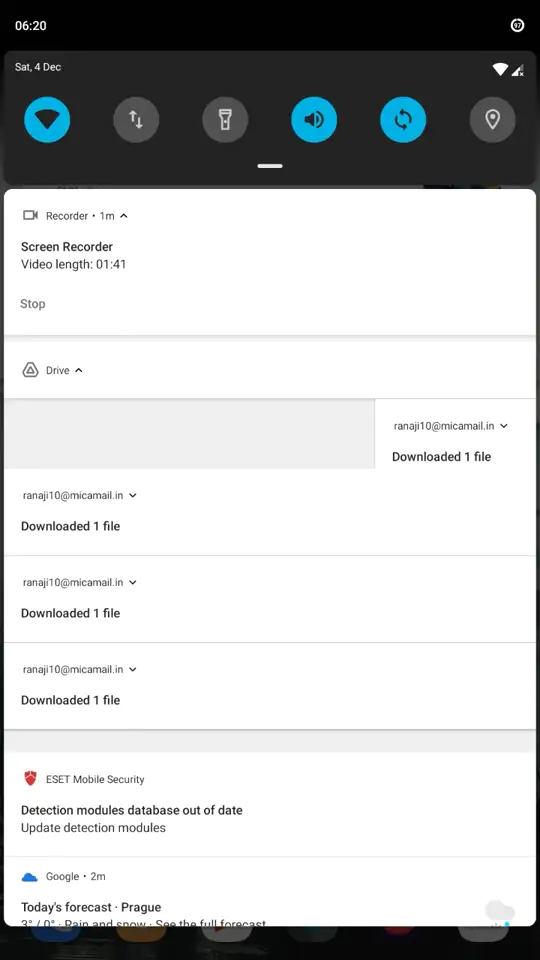 06:20
97
Sat, 4 Dec
Recorder • 1m
Screen Recorder
Video length: 01:41
Stop
Drive
ranaji10@micamail.in
Downloaded 1 file
ranaji10@micamail.in
Downloaded 1 file
ranaji10@micamail.in
Downloaded 1 file
ranaji10@micamail.in
Downloaded 1 file
ESET Mobile Security
Detection modules database out of date
Update detection modules
Google • 2m
Today's forecast · Prague
3° / 0° · Rain and snow · See the full forecast